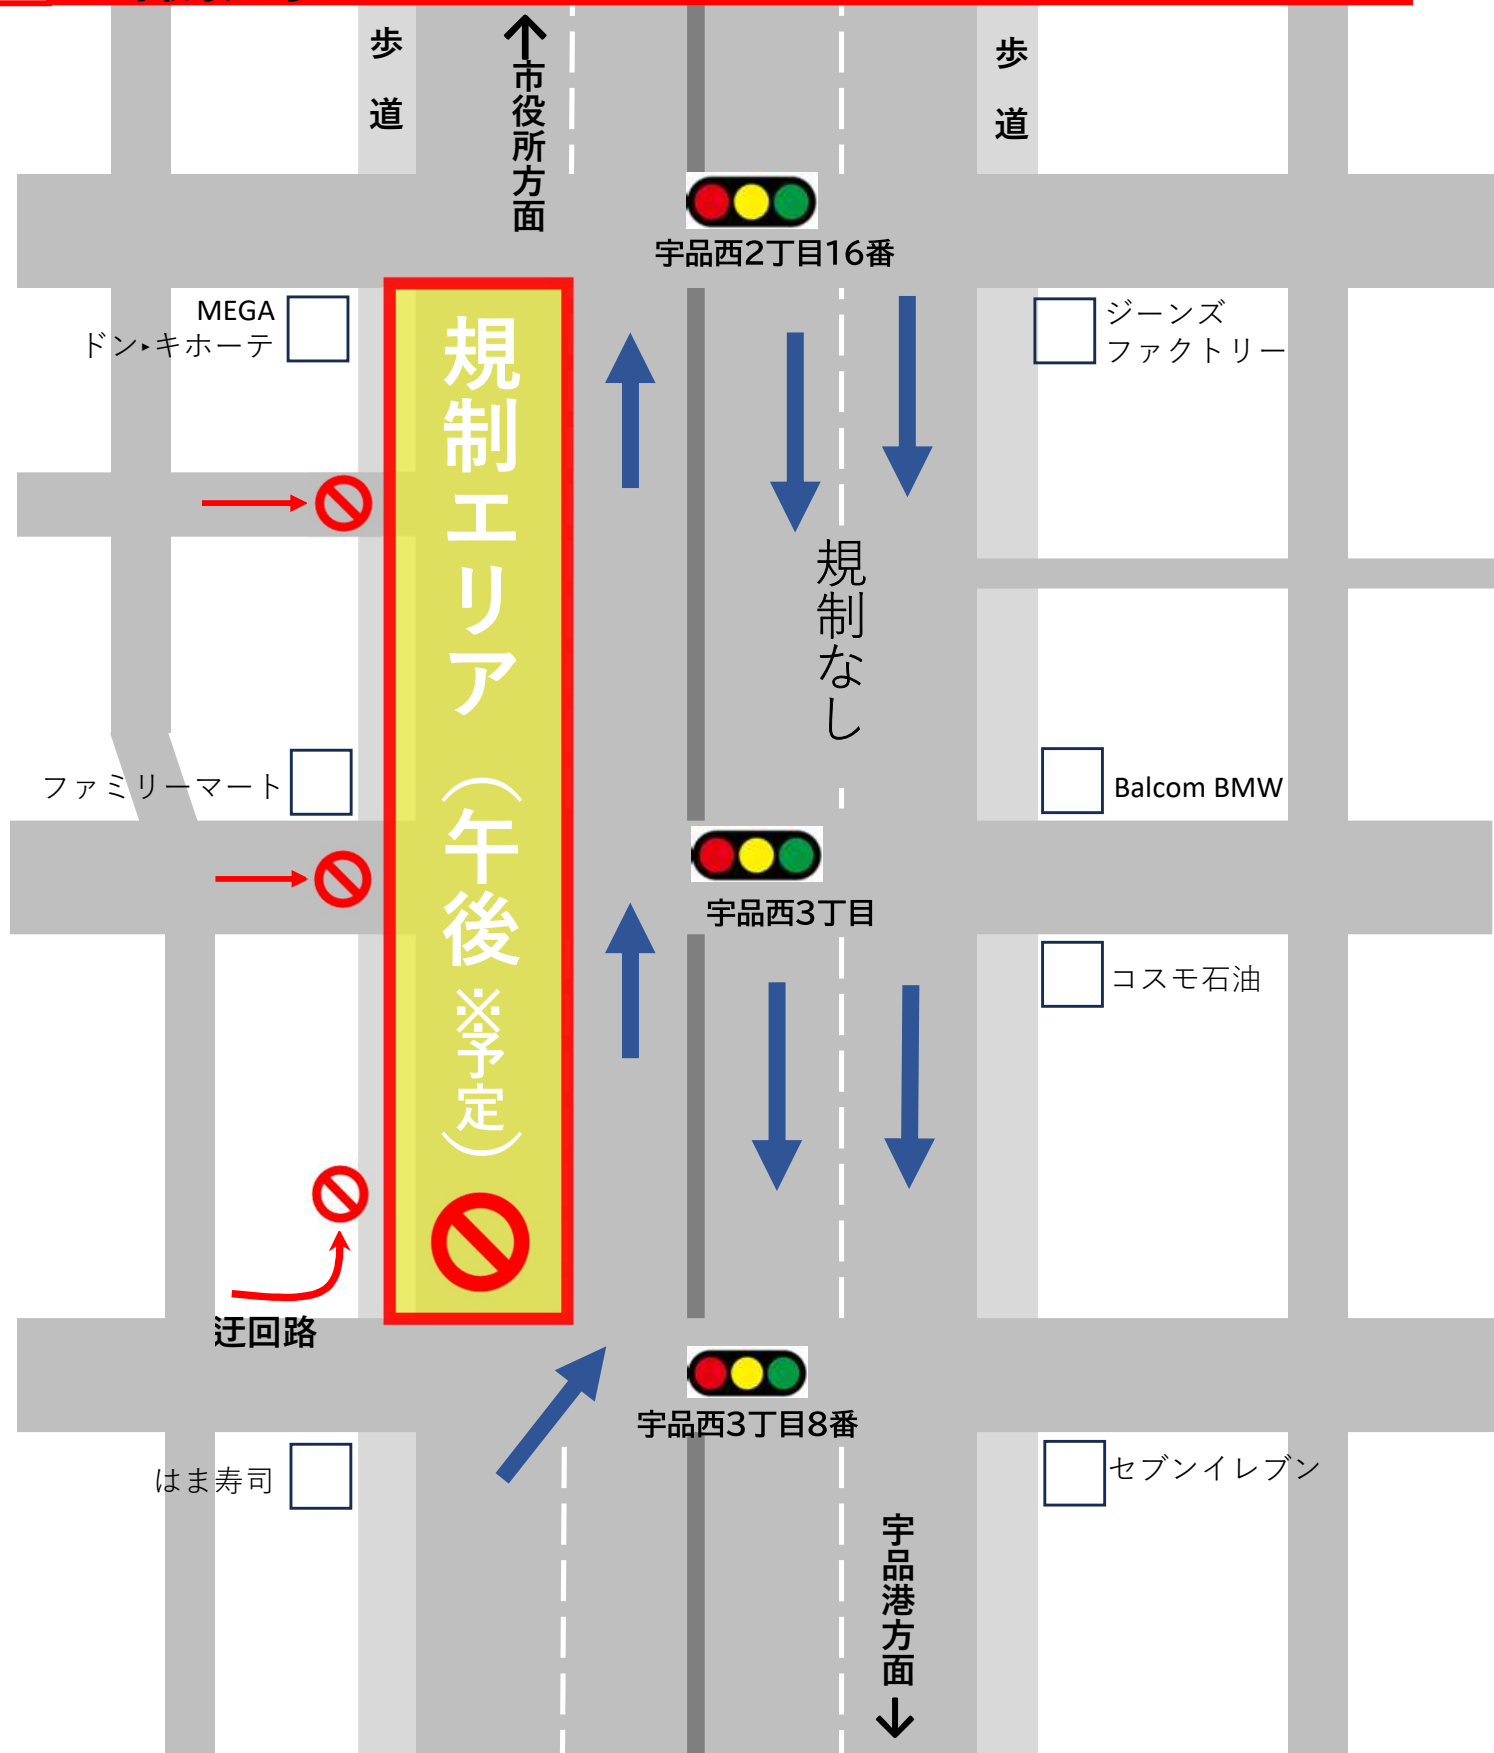 歩道
市役所方面
歩道
宇品西2丁目16番
MEGA
ドン・キホーテ
ジーンズ
ファクトリー
規制エリア（午後※予定）
規制なし
ファミリーマート
Balcom BMW
宇品西3丁目
コスモ石油
迂回路
宇品西3丁目8番
はま寿司
セブンイレブン
宇品港方面